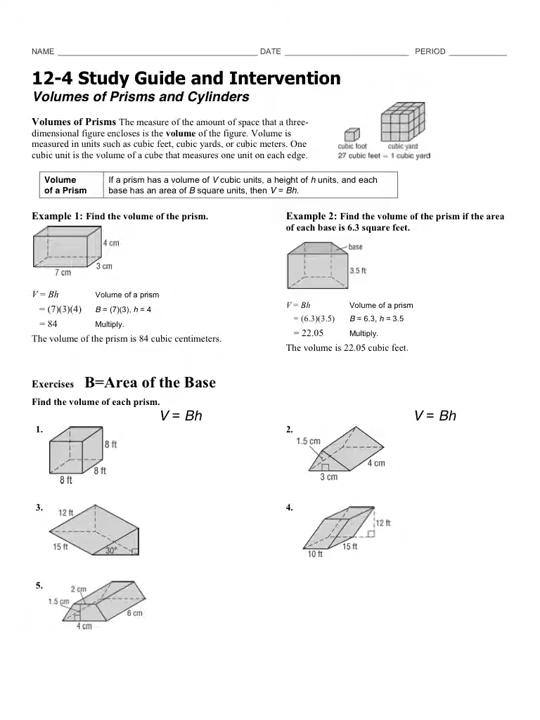 NAME ______ DATE ______ PERIOD ______
12-4 Study Guide and Intervention
Volumes of Prisms and Cylinders
Volumes of Prisms The measure of the amount of space that a three-
dimensional figure encloses is the volume of the figure. Volume is
measured in units such as cubic feet, cubic yards, or cubic meters. One
cubic unit is the volume of a cube that measures one unit on each edge.
cubic foot cubic yard
27 cubic feet = 1 cubic yard
Volume
of a Prism
If a prism has a volume of V cubic units, a height of h units, and each
base has an area of B square units, then V = Bh.
Example 1: Find the volume of the prism.
4 cm
3 cm
7 cm
V = Bh Volume of a prism
= (7)(3)(4) B = (7)(3), h = 4
= 84 Multiply.
The volume of the prism is 84 cubic centimeters.
Example 2: Find the volume of the prism if the area
of each base is 6.3 square feet.
base
3.5 ft
V = Bh Volume of a prism
= (6.3)(3.5) B = 6.3, h = 3.5
= 22.05 Multiply.
The volume is 22.05 cubic feet.
Exercises B=Area of the Base
Find the volume of each prism.
V = Bh
V = Bh
1.
8 ft
8 ft
8 ft
2.
1.5 cm
4 cm
3 cm
3.
12 ft
15 ft
30°
4.
12 ft
15 ft
10 ft
5.
2 cm
1.5 cm
6 cm
4 cm